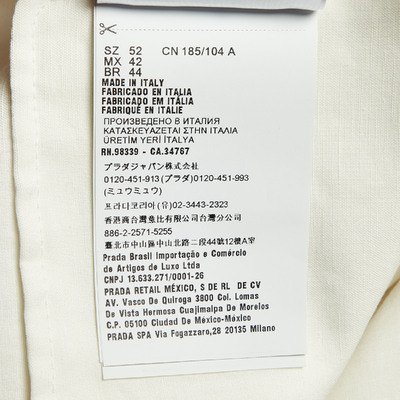 SZ 52 CN 185/104 A
MX 42
BR 44
MADE IN ITALY
FABRICADO EN ITALIA
FABRICADO EM ITÁLIA
FABRIQUÉ EN ITALIE
ПРОИЗВЕДЕНО В ИТАЛИЯ
ΚΑΤΑΣΚΕΥΑΖΕΤΑΙ ΣΤΗΝ ΙΤΑΛΙΑ
ÜRETİM YERİ İTALYA
RN.98339 - CA.34767
プラダジャパン株式会社
0120-451-913 (プラダ)0120-451-993
(ミュウミュウ)
프라다코리아(유) 02-3443-2323
香港商台灣普比有限公司台灣分公司
886-2-2571-5255
臺北市中山區中山北路二段44號11樓
Prada Brasil Importação e Comércio
de Artigos de Luxo Ltda
CNPJ 13.633.271/0001-26
PRADA RETAIL MÉXICO, S DE RL DE CV
AV. Vasco De Quiroga 3800 Col. Lomas
De Vista Hermosa Cuajimalpa De Morelos
C.P. 05100 Ciudad De México-México
PRADA SPA Via Fogazzaro,28 20135 Milano